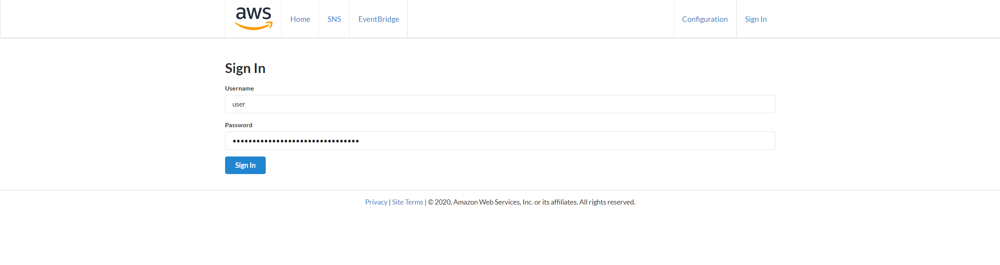 aws Home SNS EventBridge Configuration Sign In
Sign In
Username
user
Password
••••••••••••••••••••••••••••••••
Sign In
Privacy | Site Terms | © 2020, Amazon Web Services, Inc. or its affiliates. All rights reserved.